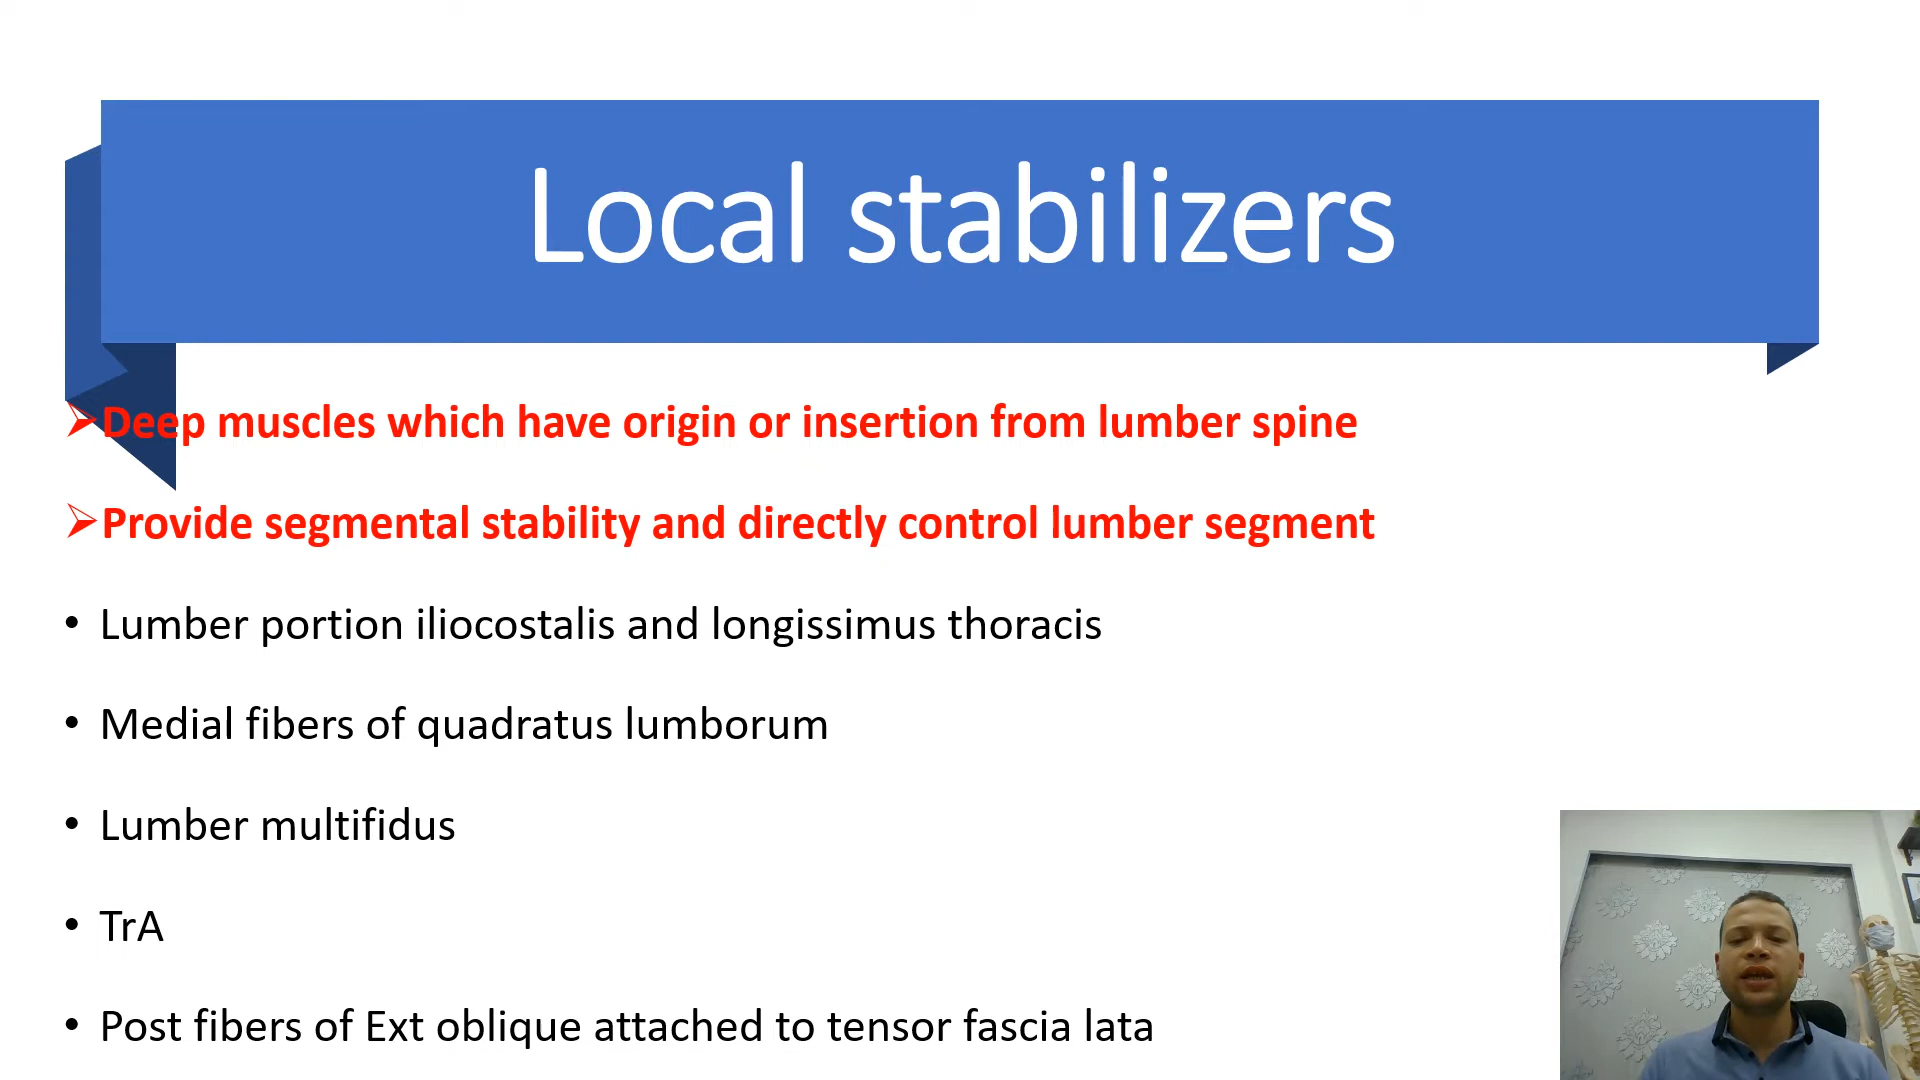 Local stabilizers
Deep muscles which have origin or insertion from lumber spine
Provide segmental stability and directly control lumber segment
Lumber portion iliocostalis and longissimus thoracis
Medial fibers of quadratus lumborum
Lumber multifidus
TrA
Post fibers of Ext oblique attached to tensor fascia lata